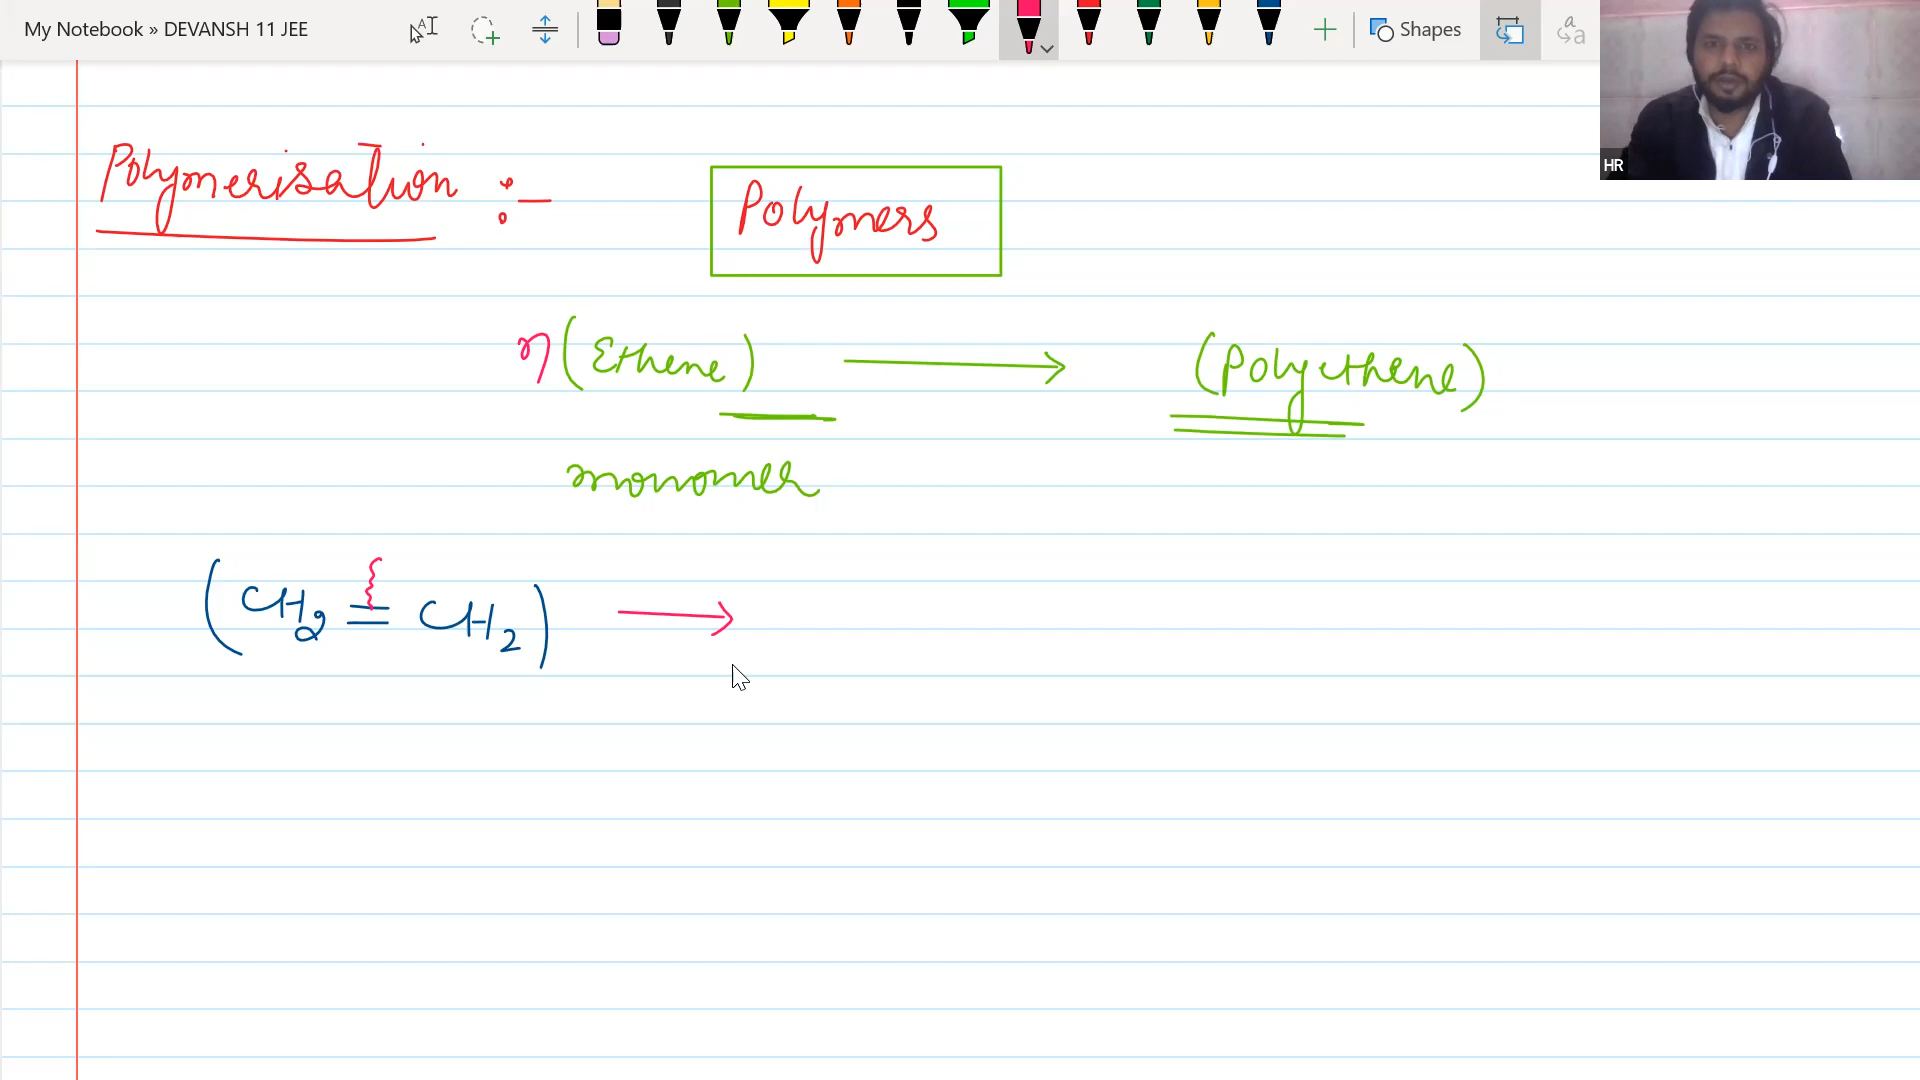 My Notebook » DEVANSH 11 JEE
Shapes
HR
Polymerisation :-
Polymers
n(Ethene) ⟶ (Polyethene)
monomer
(CH₂ = CH₂) ⟶